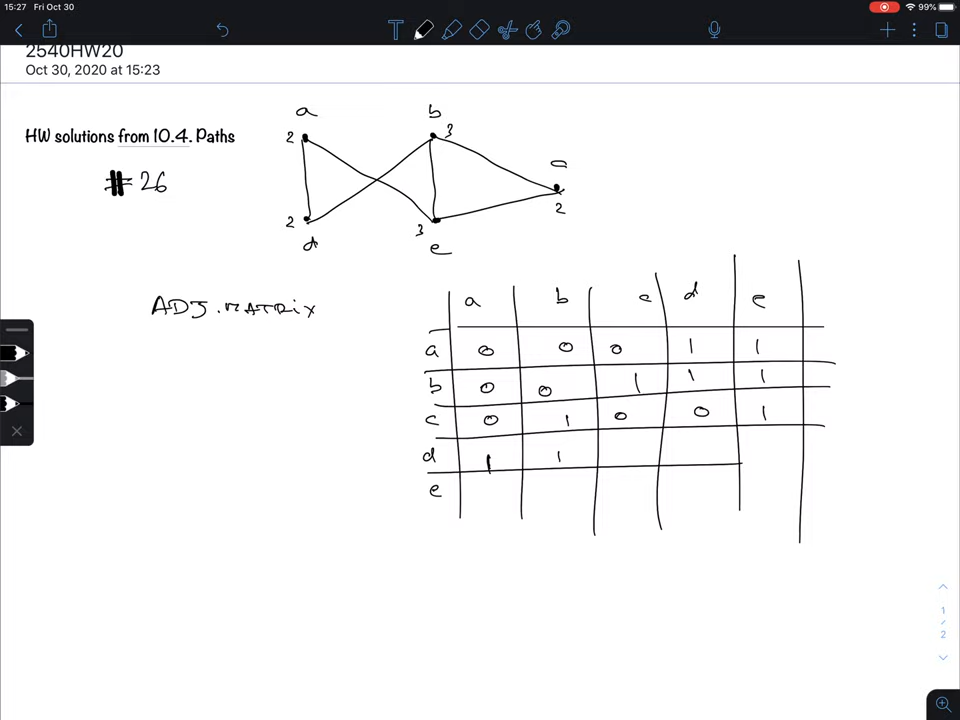 15:27 Fri Oct 30
99%
2540HW20
Oct 30, 2020 at 15:23
HW solutions from 10.4. Paths
# 26
a b
2 3
c
2
2 3
d e
ADJ. MATRIX
a b c d e
a 0 0 0 1 1
b 0 0 1 1 1
c 0 1 0 0 1
d 1 1
e
1
/
2